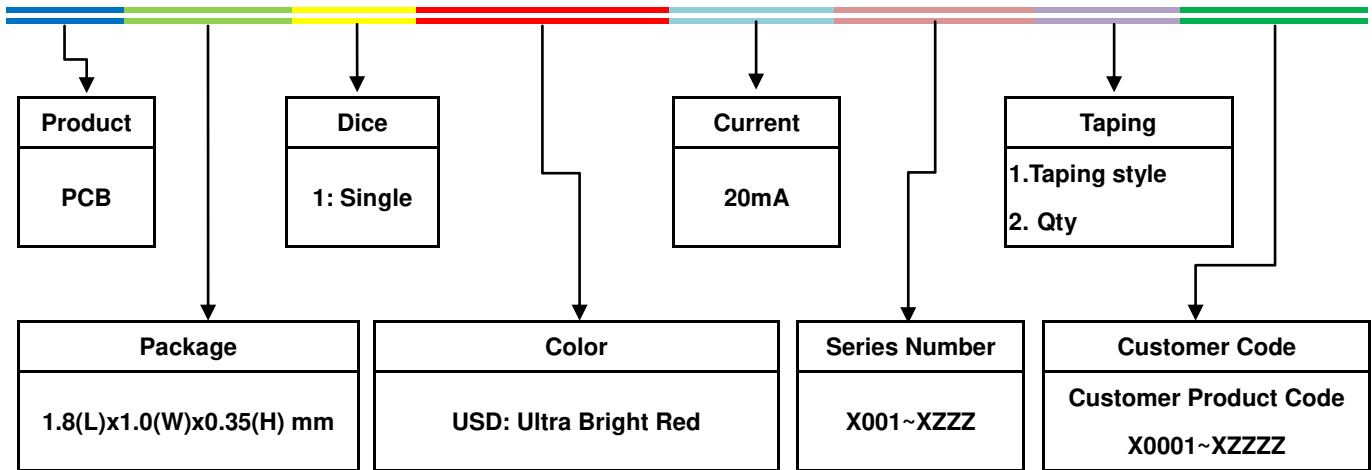 Product
PCB
Dice
1: Single
Current
20mA
Taping
1.Taping style
2. Qty
Package
1.8(L)x1.0(W)x0.35(H) mm
Color
USD: Ultra Bright Red
Series Number
X001~XZZZ
Customer Code
Customer Product Code
X0001~XZZZZ